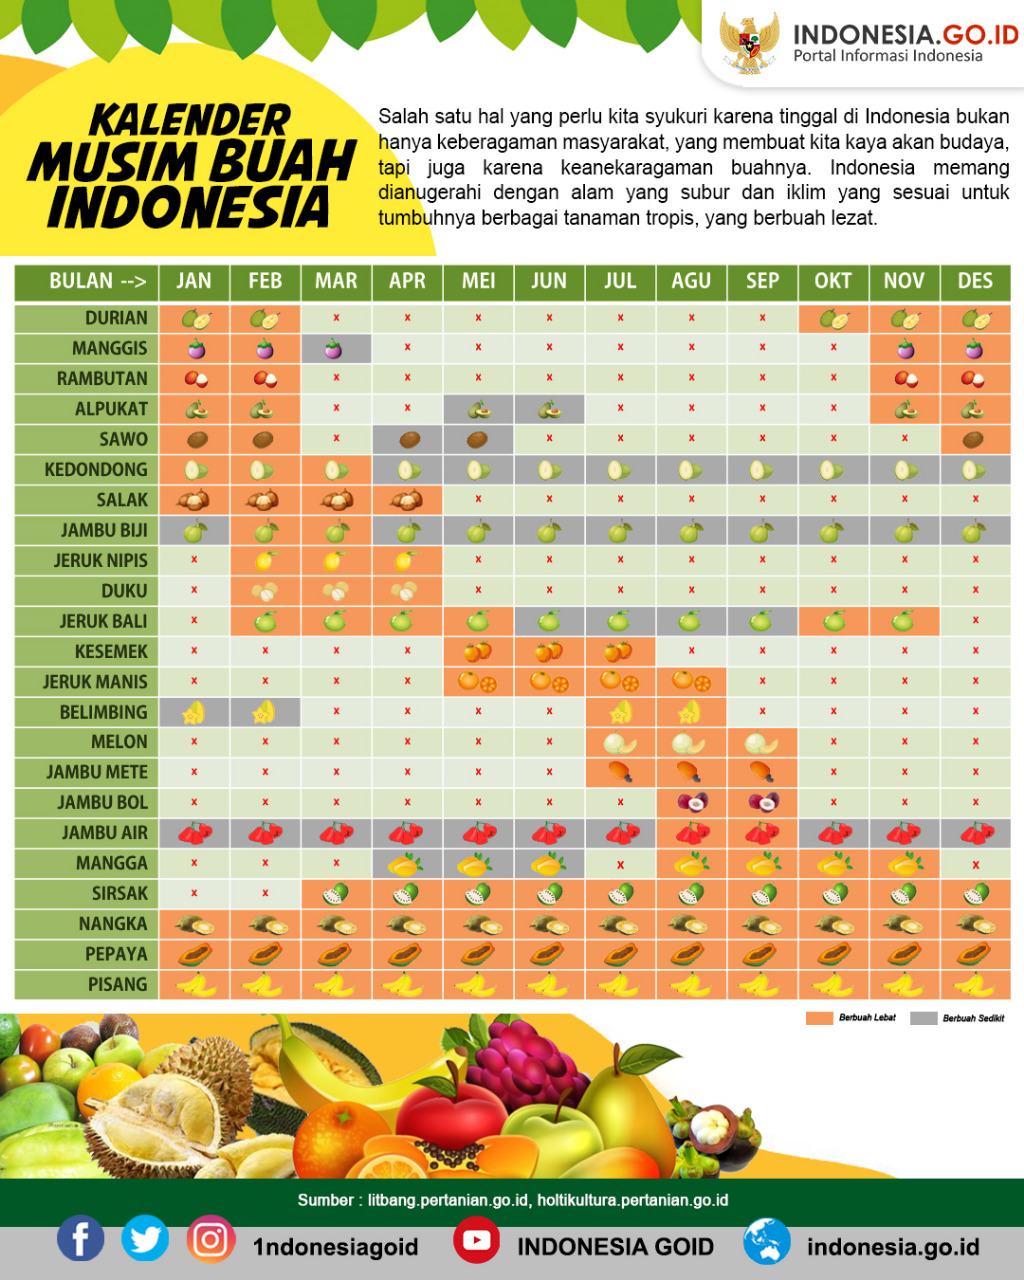 INDONESIA.GO.ID
Portal Informasi Indonesia
KALENDER
MUSIM BUAH
INDONESIA
Salah satu hal yang perlu kita syukuri karena tinggal di Indonesia bukan
hanya keberagaman masyarakat, yang membuat kita kaya akan budaya,
tapi juga karena keanekaragaman buahnya. Indonesia memang
dianugerahi dengan alam yang subur dan iklim yang sesuai untuk
tumbuhnya berbagai tanaman tropis, yang berbuah lezat.
BULAN --> JAN FEB MAR APR MEI JUN JUL AGU SEP OKT NOV DES
DURIAN x x x x x x x
MANGGIS x x x x x x x
RAMBUTAN x x x x x x x x
ALPUKAT x x x x x x
SAWO x x x x x x x
KEDONDONG
SALAK x x x x x x x x
JAMBU BIJI
JERUK NIPIS x x x x x x x x x
DUKU x x x x x x x x x
JERUK BALI x x
KESEMEK x x x x x x x x x
JERUK MANIS x x x x x x x x
BELIMBING x x x x x x x x
MELON x x x x x x x x x
JAMBU METE x x x x x x x x x
JAMBU BOL x x x x x x x x x x
JAMBU AIR
MANGGA x x x x x
SIRSAK x x
NANGKA
PEPAYA
PISANG
Berbuah Lebat Berbuah Sedikit
Sumber : litbang.pertanian.go.id, holtikultura.pertanian.go.id
1ndonesiagoid INDONESIA GOID indonesia.go.id